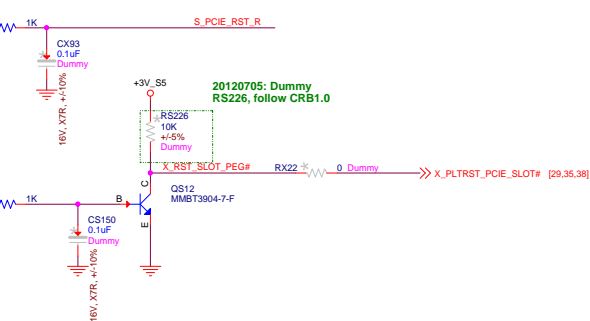 1K
S_PCIE_RST_R
CX93
0.1uF
Dummy
16V, X7R, +/-10%
+3V_S5
20120705: Dummy
RS226, follow CRB1.0
RS226
10K
+/-5%
Dummy
X_RST_SLOT_PEG#
RX22
0 Dummy
X_PLTRST_PCIE_SLOT# [29,35,38]
1K
B
C
E
QS12
MMBT3904-7-F
CS150
0.1uF
Dummy
16V, X7R, +/-10%